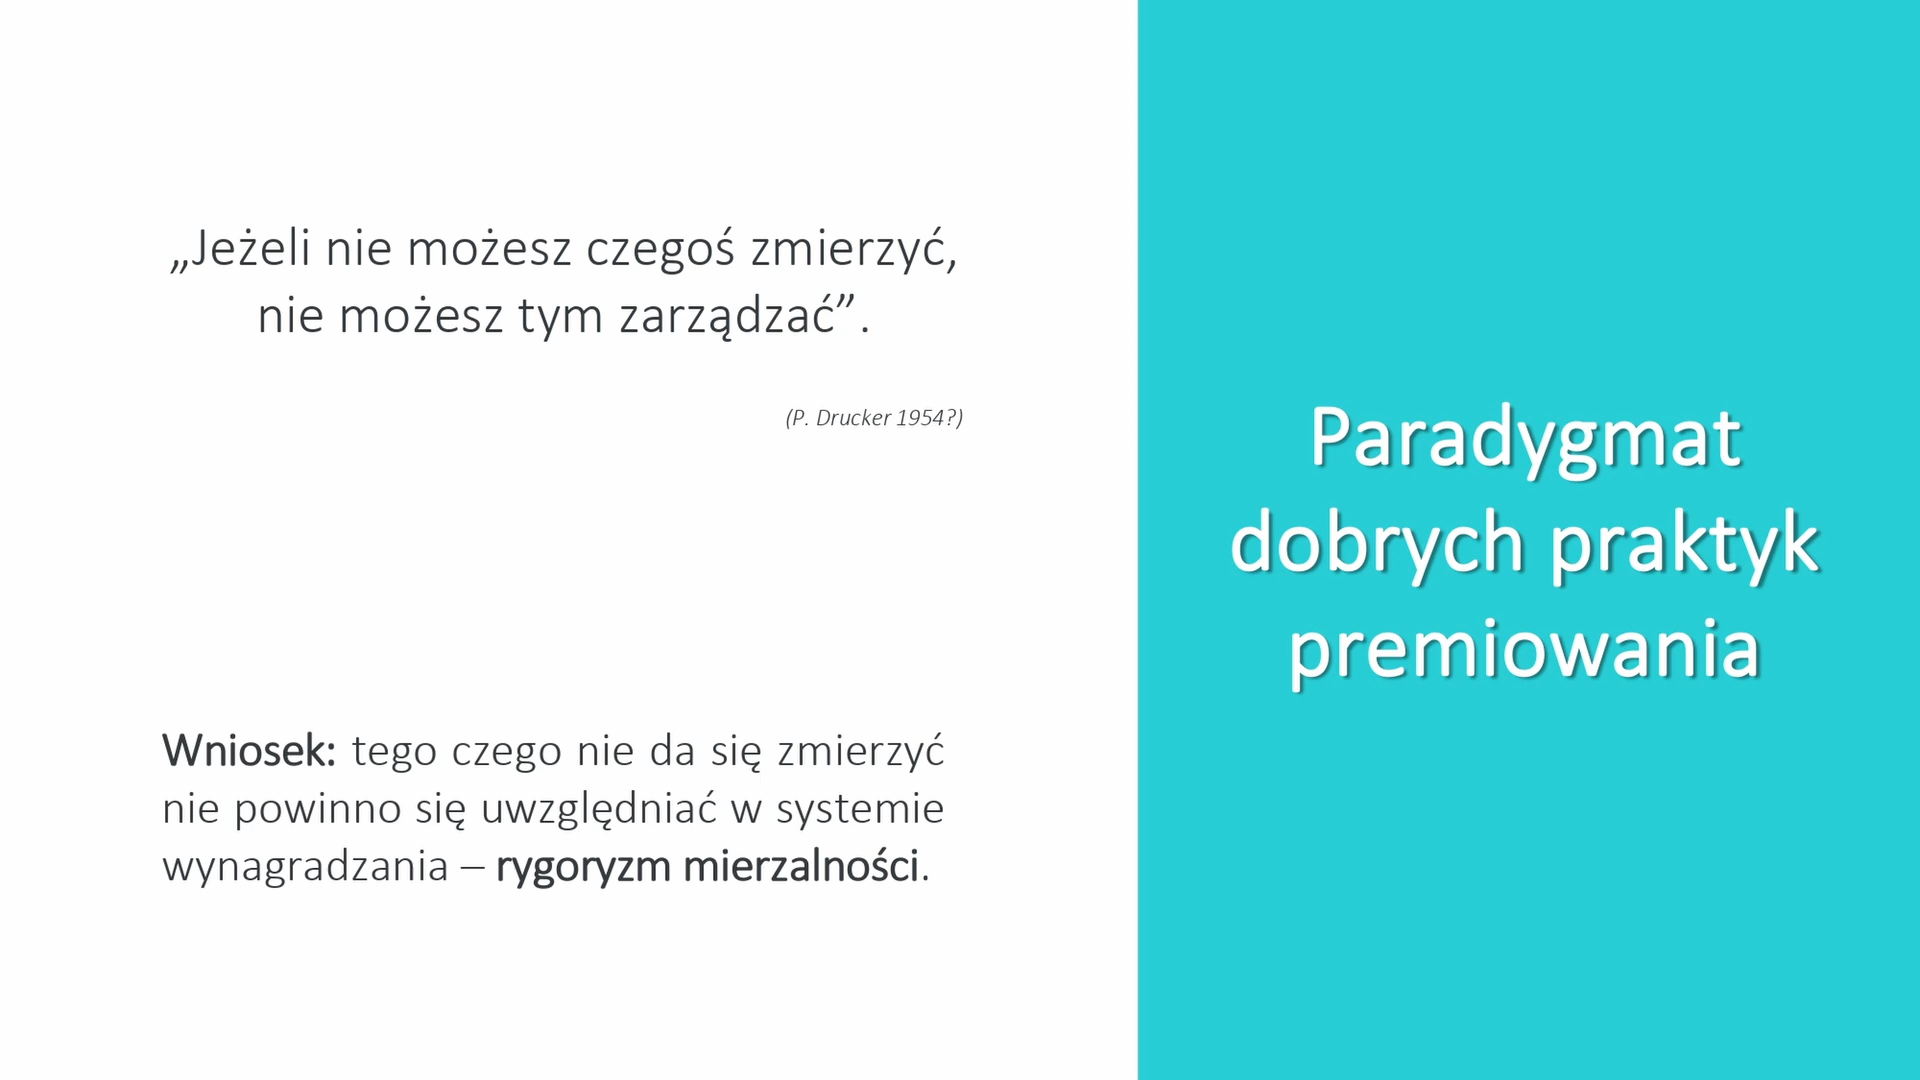 „Jeżeli nie możesz czegoś zmierzyć,
nie możesz tym zarządzać”.
(P. Drucker 1954?)
Wniosek: tego czego nie da się zmierzyć
nie powinno się uwzględniać w systemie
wynagradzania – rygoryzm mierzalności.
Paradygmat
dobrych praktyk
premiowania